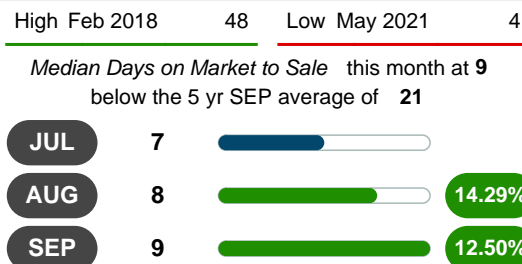 High Feb 2018 48 Low May 2021 4
Median Days on Market to Sale this month at 9
below the 5 yr SEP average of 21
JUL 7
AUG 8 14.29%
SEP 9 12.50%